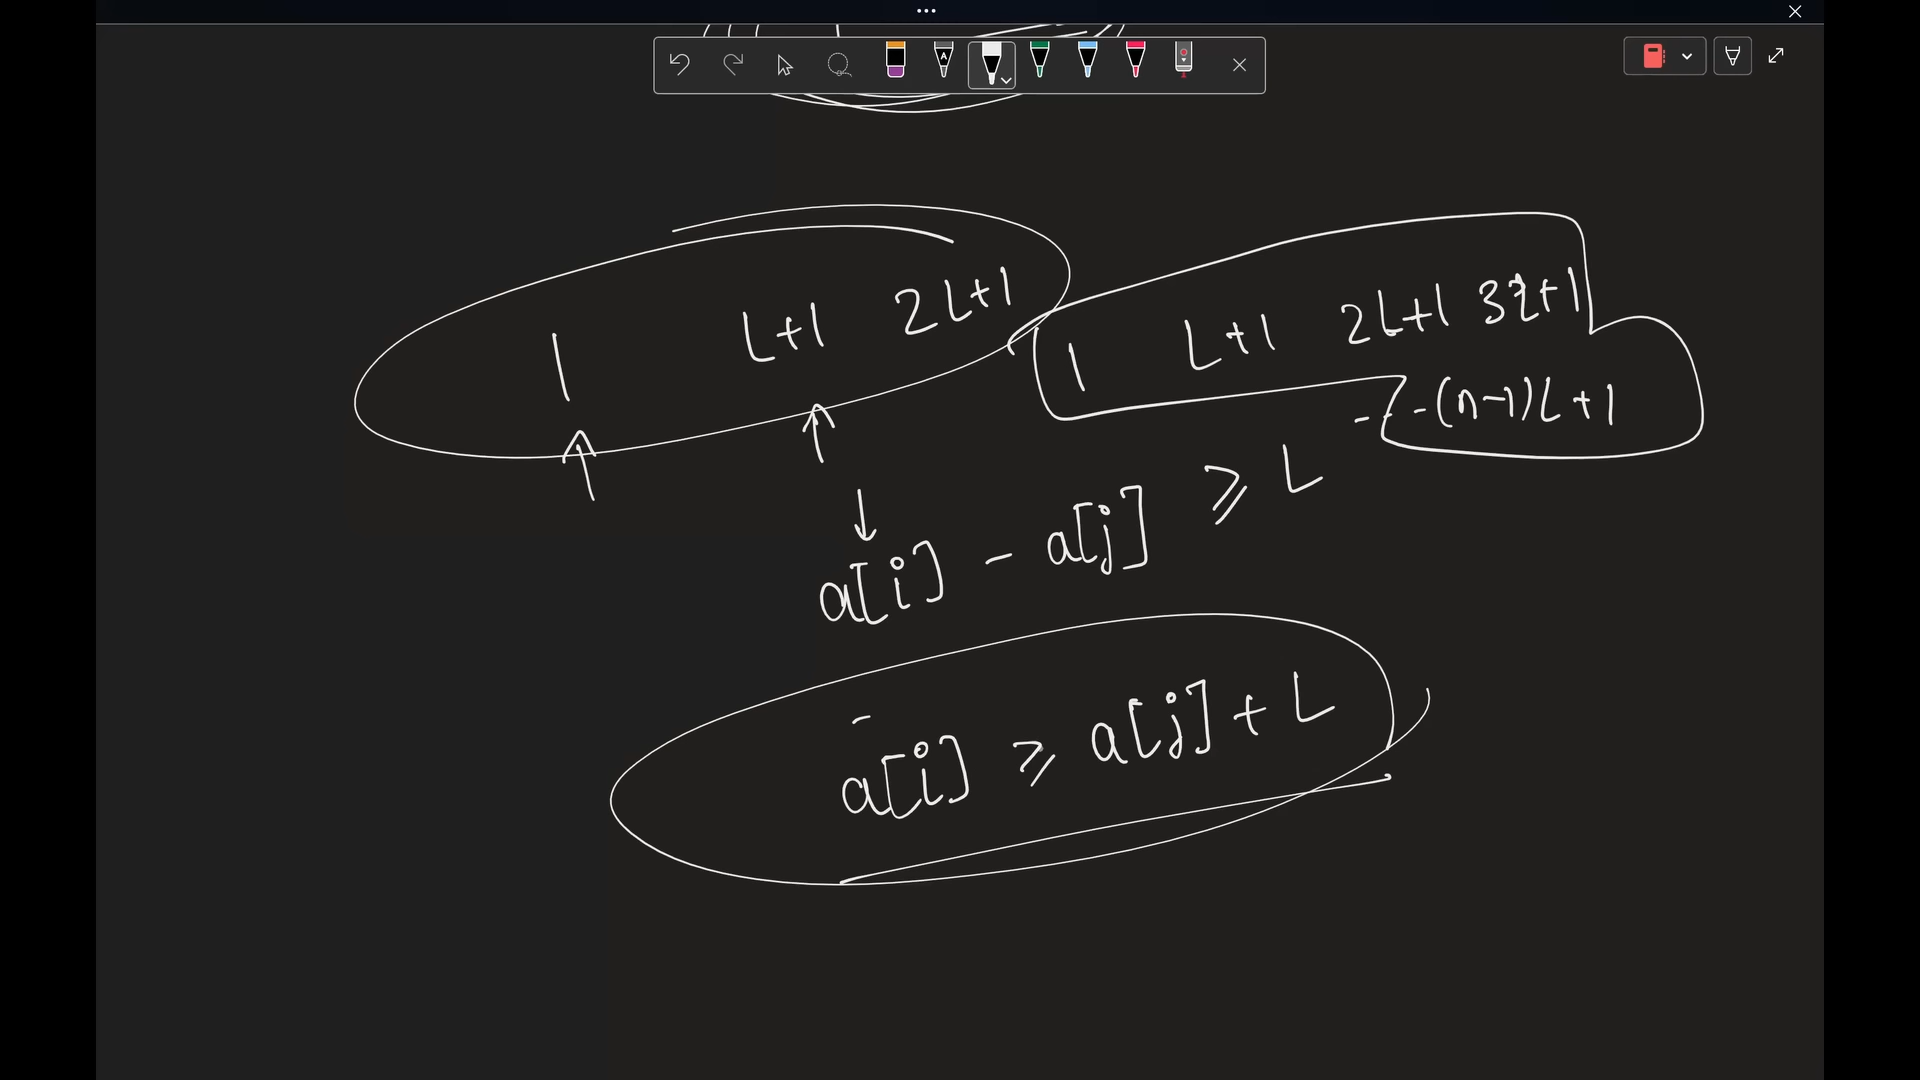 1 L+1 2L+1
1 L+1 2L+1 3L+1
- - -(n-1)L+1
a[i] - a[j] ≥ L
a[i] ≥ a[j] + L